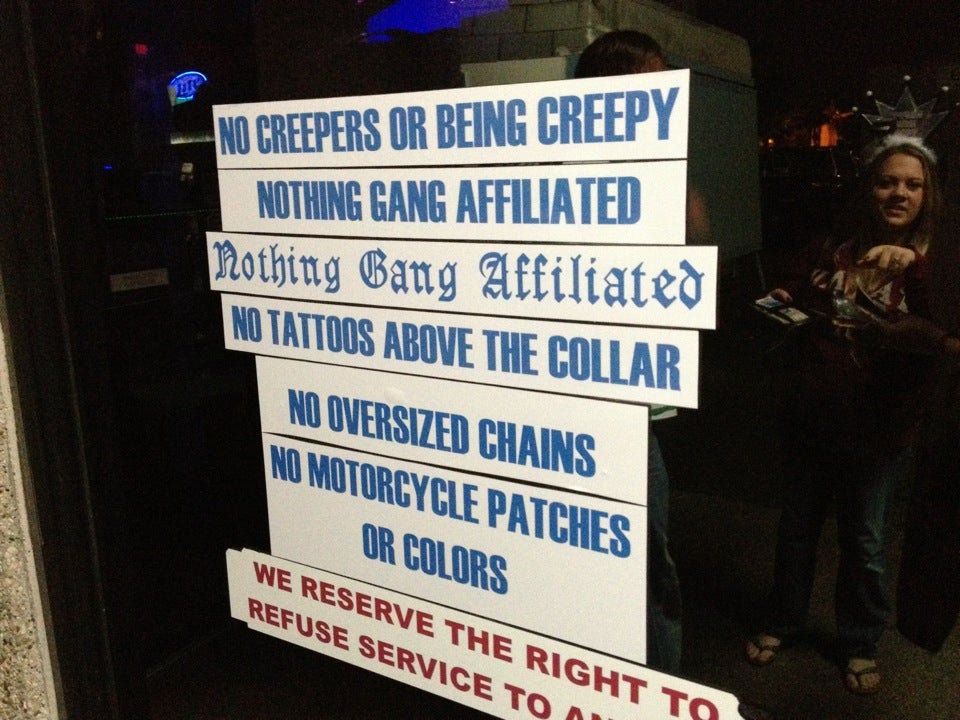 NO CREEPERS OR BEING CREEPY
NOTHING GANG AFFILIATED
Nothing Gang Affiliated
NO TATTOOS ABOVE THE COLLAR
NO OVERSIZED CHAINS
NO MOTORCYCLE PATCHES
OR COLORS
WE RESERVE THE RIGHT TO
REFUSE SERVICE TO